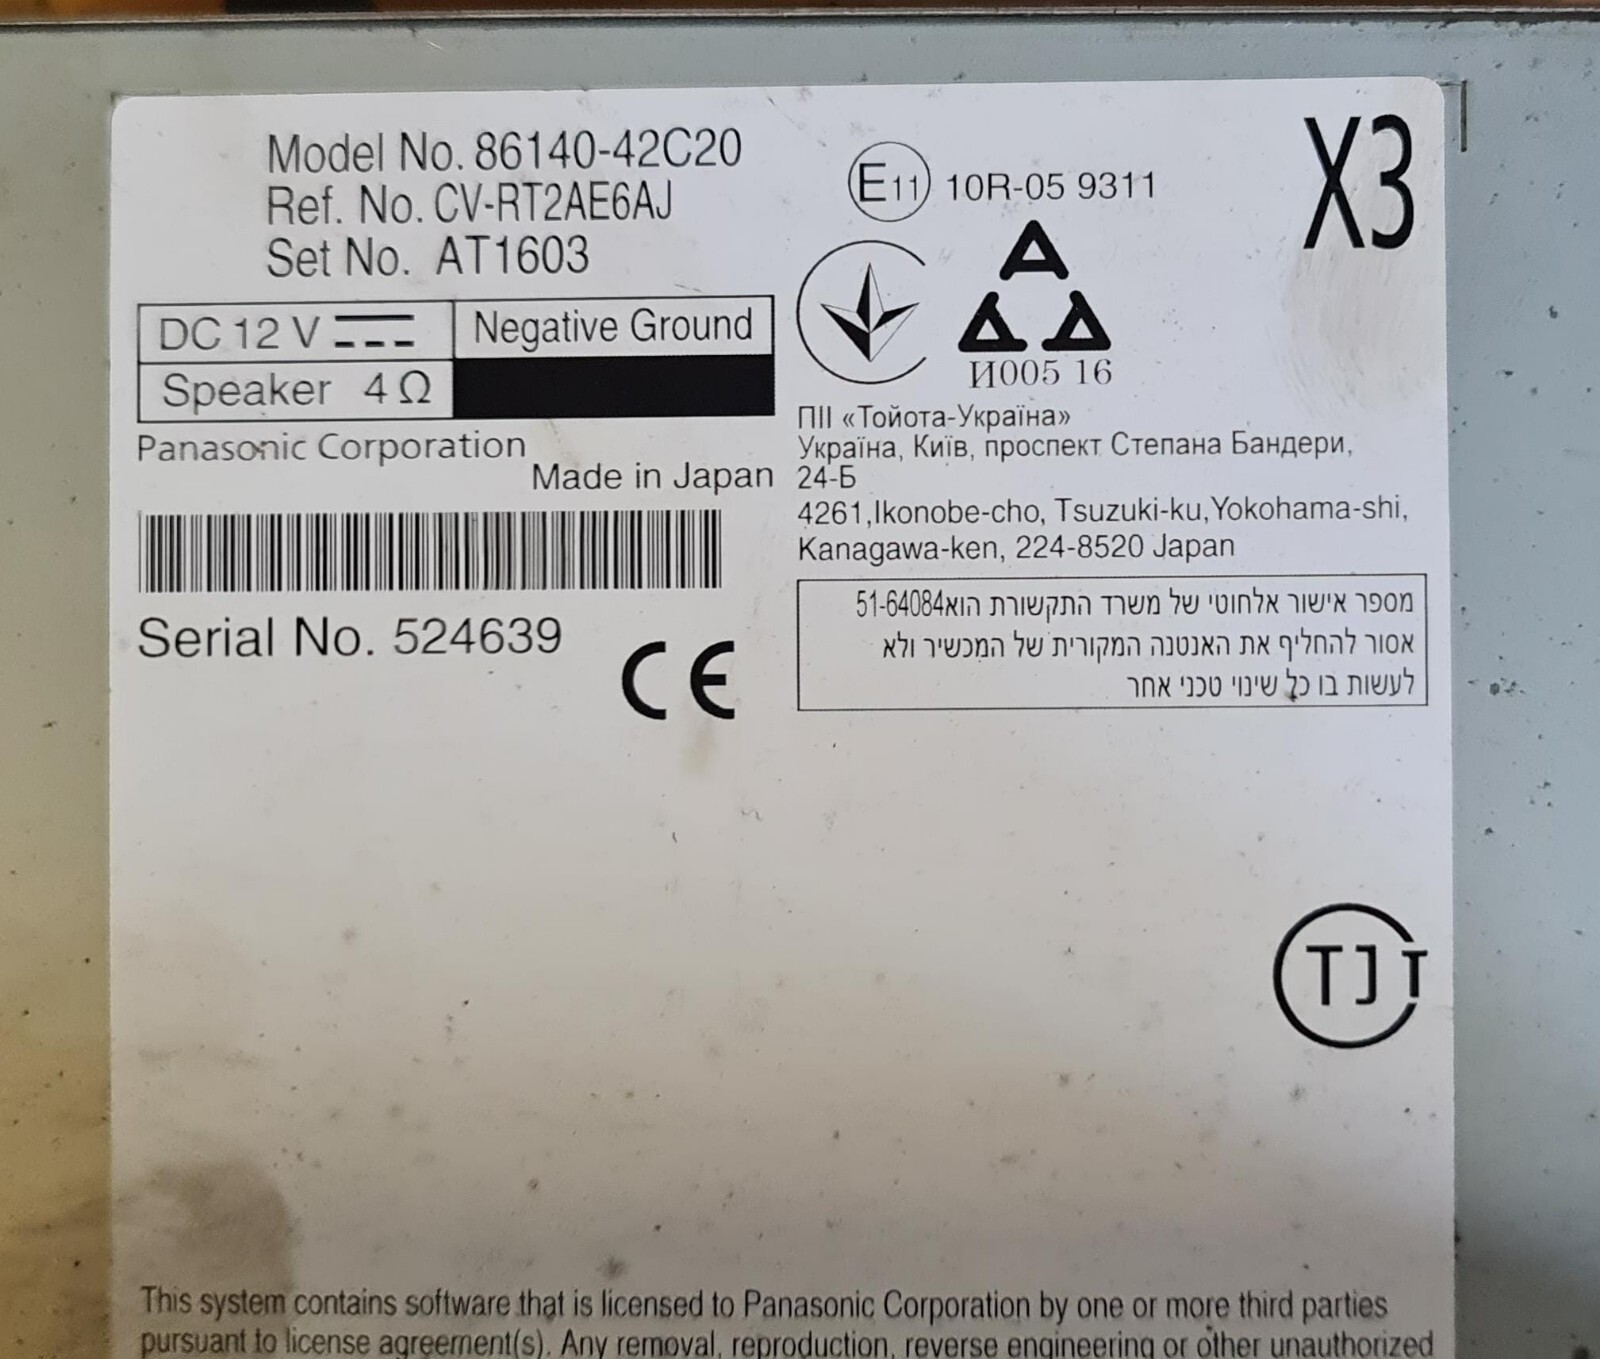 Model No. 86140-42C20
Ref. No. CV-RT2AE6AJ
Set No. AT1603
DC 12 V
Negative Ground
Speaker 4 Ω
Panasonic Corporation
Made in Japan
Serial No. 524639
CE
E11 10R-05 9311
X3
И005 16
ПІІ «Тойота-Україна»
Україна, Київ, проспект Степана Бандери,
24-Б
4261,Ikonobe-cho, Tsuzuki-ku,Yokohama-shi,
Kanagawa-ken, 224-8520 Japan
מספר אישור אלחוטי של משרד התקשורת הוא51-64084
אסור להחליף את האנטנה המקורית של המכשיר ולא
לעשות בו כל שינוי טכני אחר
This system contains software that is licensed to Panasonic Corporation by one or more third parties
pursuant to license agreement(s). Any removal, reproduction, reverse engineering or other unauthorized